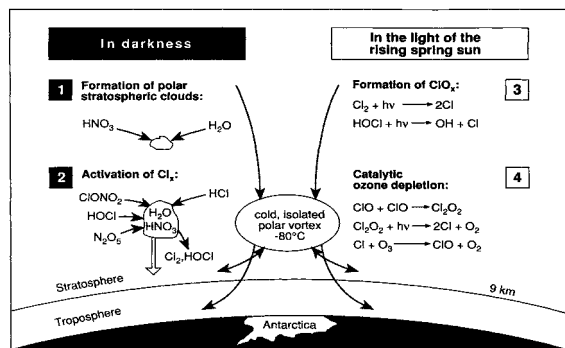 In darkness
In the light of the
rising spring sun
1
Formation of polar
stratospheric clouds:
HNO₃
H₂O
2
Activation of Clₓ:
ClONO₂
HCl
HOCl
H₂O
HNO₃
N₂O₅
Cl₂,HOCl
cold, isolated
polar vortex
-80°C
Formation of ClOₓ:
3
Cl₂ + hν → 2Cl
HOCl + hν → OH + Cl
Catalytic
ozone depletion:
4
ClO + ClO → Cl₂O₂
Cl₂O₂ + hν → 2Cl + O₂
Cl + O₃ → ClO + O₂
Stratosphere
9 km
Troposphere
Antarctica